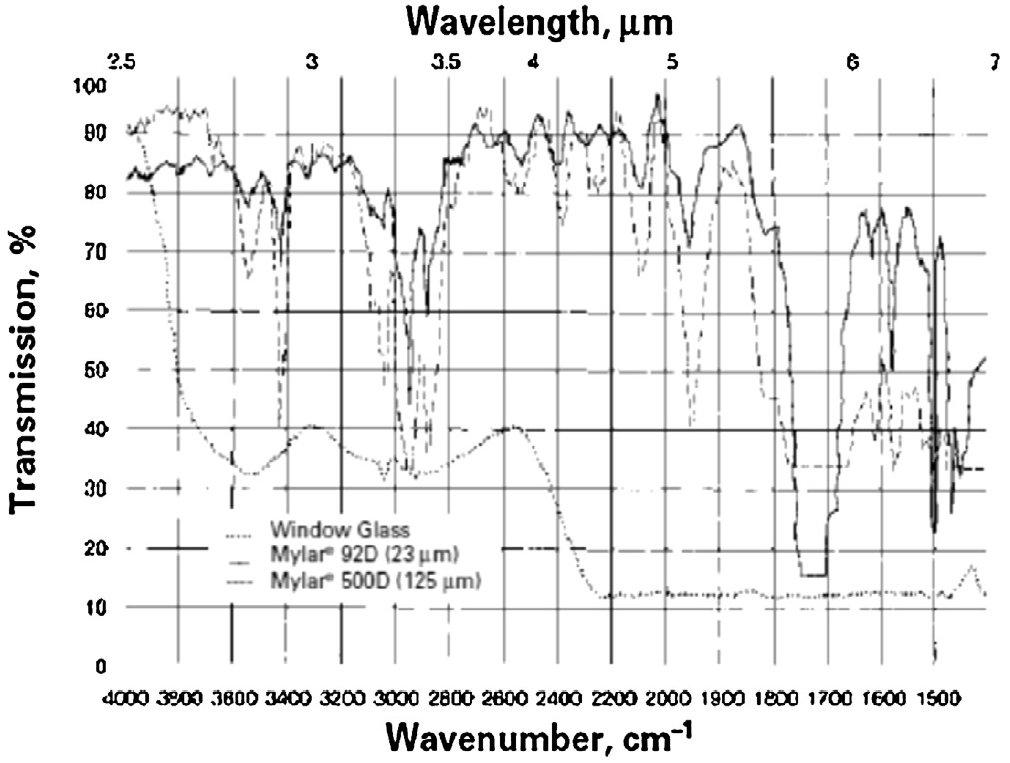 Wavelength, μm
2.5 3 3.5 4 5 6 7
100
90
80
70
60
50
40
30
20
10
0
Transmission, %
Window Glass
Mylar® 92D (23 μm)
Mylar® 500D (125 μm)
4000 3900 3600 3400 3200 3000 2800 2600 2400 2200 2000 1900 1800 1700 1600 1500
Wavenumber, cm⁻¹